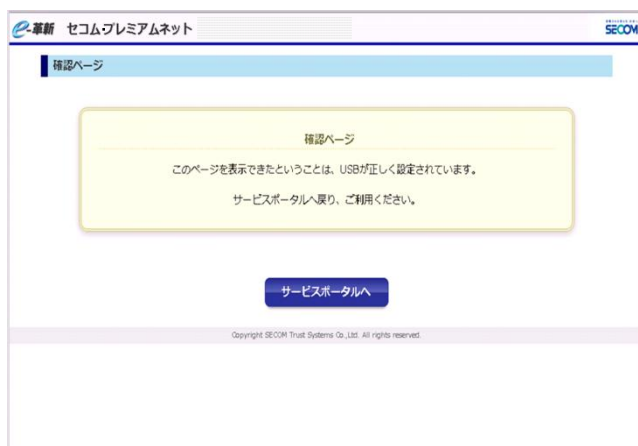 e-革新 セコム・プレミアムネット
SECOM
確認ページ
確認ページ
このページを表示できたということは、USBが正しく設定されています。
サービスポータルへ戻り、ご利用ください。
サービスポータルへ
Copyright SECOM Trust Systems Co.,Ltd. All rights reserved.